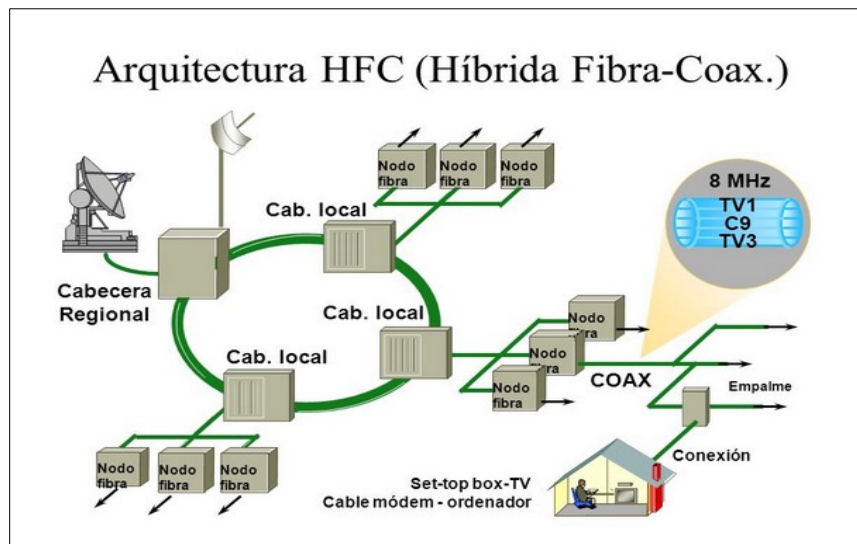 Arquitectura HFC (Híbrida Fibra-Coax.)
Nodo
fibra
Nodo
fibra
Nodo
fibra
8 MHz
TV1
C9
TV3
Cab. local
Cabecera
Regional
Cab. local
Nodo
fibra
Nodo
fibra
Nodo
fibra
Cab. local
COAX
Empalme
Nodo
fibra
Nodo
fibra
Nodo
fibra
Conexión
Set-top box-TV
Cable módem - ordenador